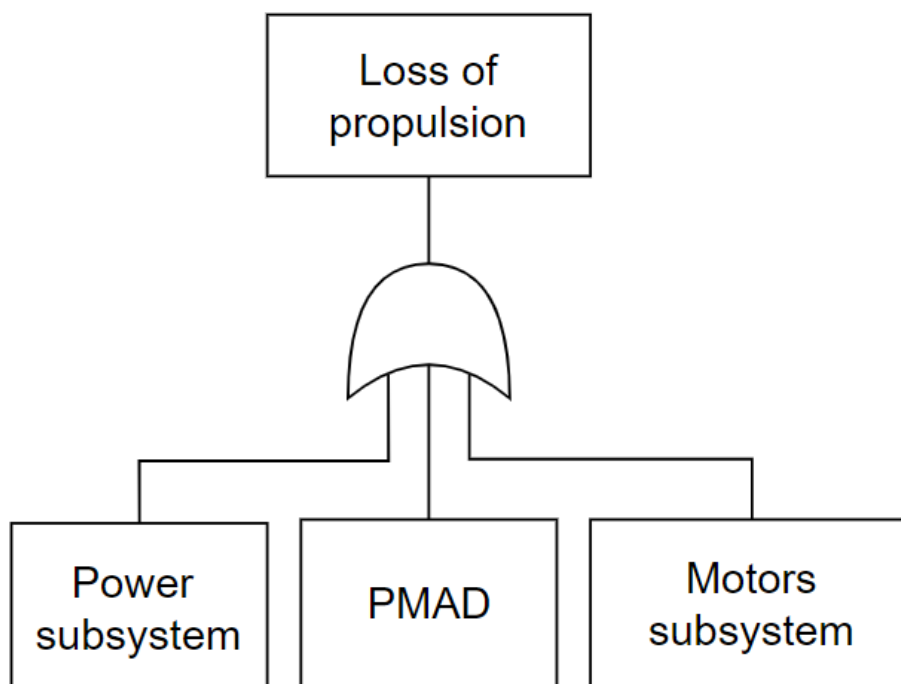 Loss of
propulsion
Power
subsystem
PMAD
Motors
subsystem